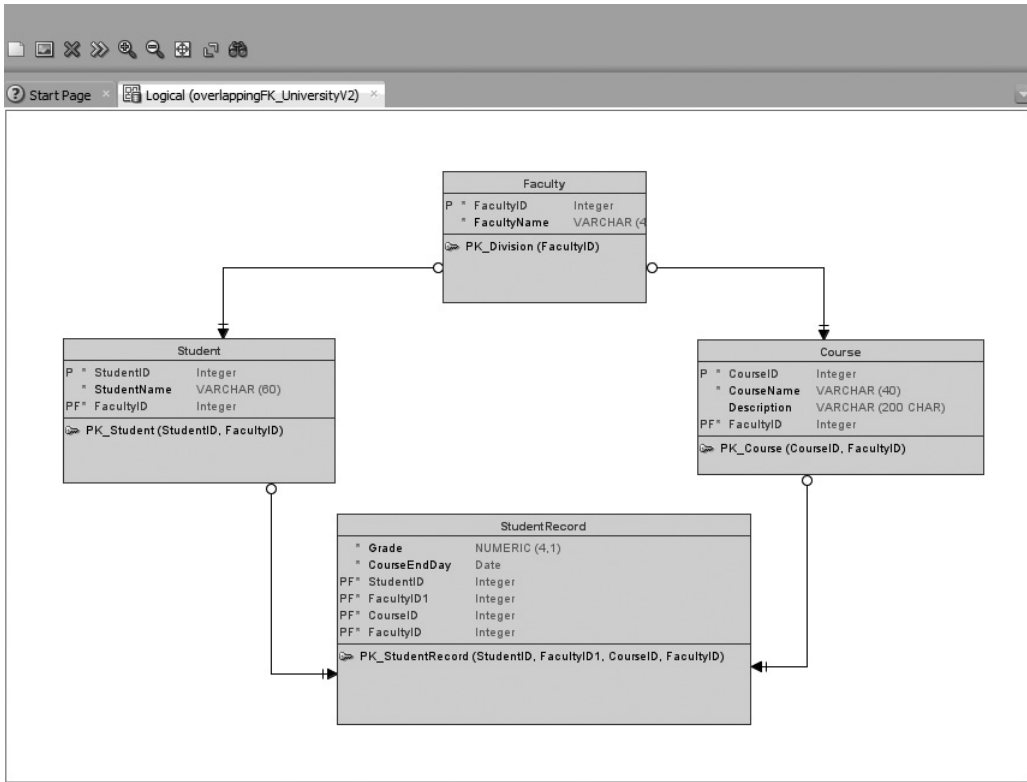 Start Page
Logical (overlappingFK_UniversityV2)
Faculty
P * FacultyID Integer
* FacultyName VARCHAR (4
PK_Division (FacultyID)
Student
P * StudentID Integer
* StudentName VARCHAR (60)
PF* FacultyID Integer
PK_Student (StudentID, FacultyID)
Course
P * CourseID Integer
* CourseName VARCHAR (40)
Description VARCHAR (200 CHAR)
PF* FacultyID Integer
PK_Course (CourseID, FacultyID)
StudentRecord
* Grade NUMERIC (4,1)
* CourseEndDay Date
PF* StudentID Integer
PF* FacultyID1 Integer
PF* CourseID Integer
PF* FacultyID Integer
PK_StudentRecord (StudentID, FacultyID1, CourseID, FacultyID)